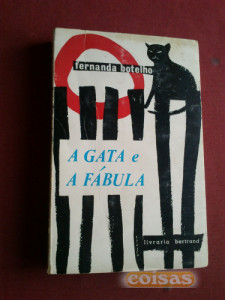 fernanda botelho
A GATA e
A FÁBULA
livraria bertrand
coisas